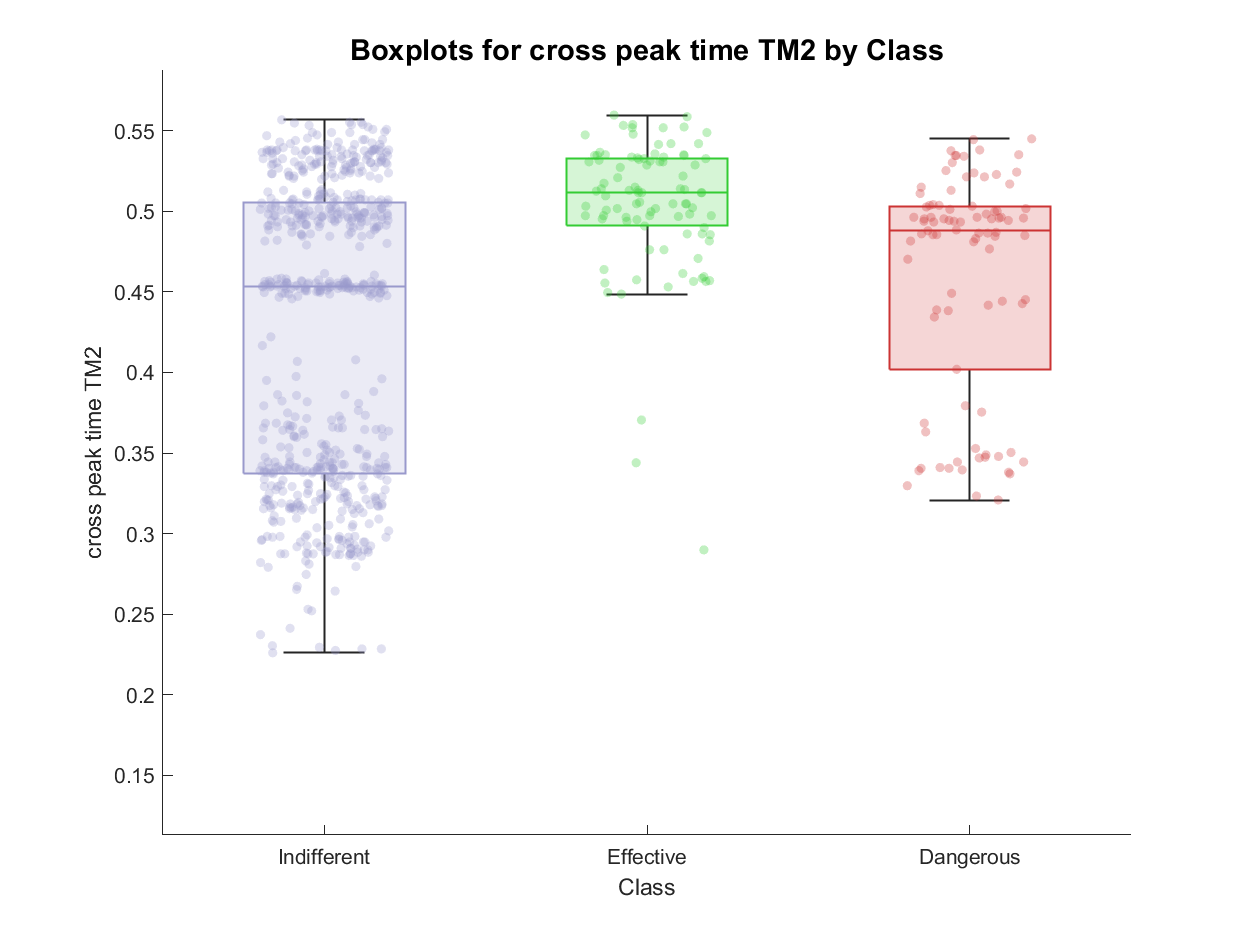 Boxplots for cross peak time TM2 by Class
0.55
0.5
0.45
0.4
0.35
0.3
0.25
0.2
0.15
cross peak time TM2
Indifferent Effective Dangerous
Class